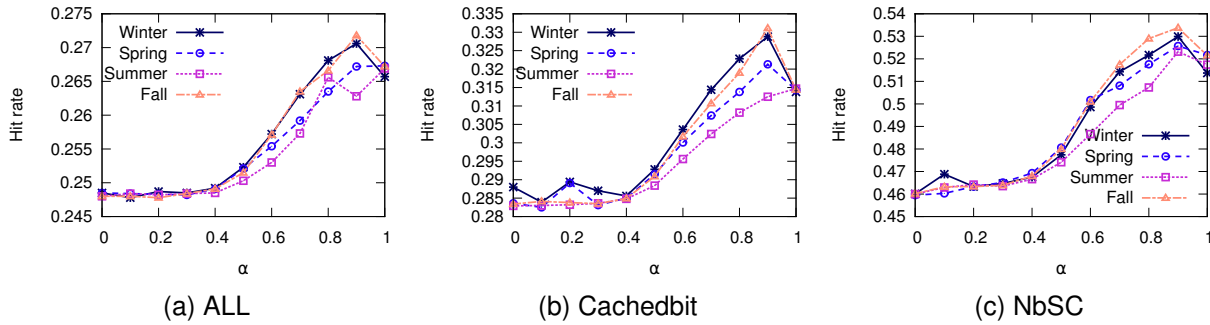 0.27
0.265
0.26
0.255
0.25
0.245
Hit rate
Winter
Spring
Summer
Fall
0 0.2 0.4 0.6 0.8 1
α
(a) ALL
0.335
0.33
0.325
0.32
0.315
0.31
0.305
0.3
0.295
0.29
0.285
0.28
Hit rate
Winter
Spring
Summer
Fall
0 0.2 0.4 0.6 0.8 1
α
(b) Cachedbit
0.54
0.53
0.52
0.51
0.5
0.49
0.48
0.47
0.46
0.45
Hit rate
Winter
Spring
Summer
Fall
0 0.2 0.4 0.6 0.8 1
α
(c) NbSC